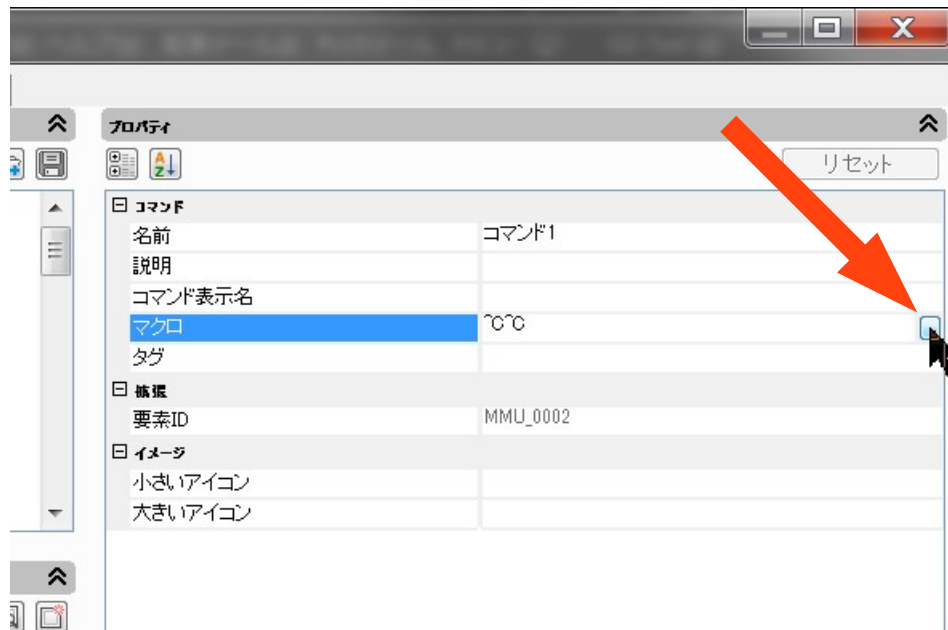 プロパティ
リセット
コマンド
名前 コマンド1
説明
コマンド表示名
マクロ ^C^C
タグ
拡張
要素ID MMU_0002
イメージ
小さいアイコン
大きいアイコン